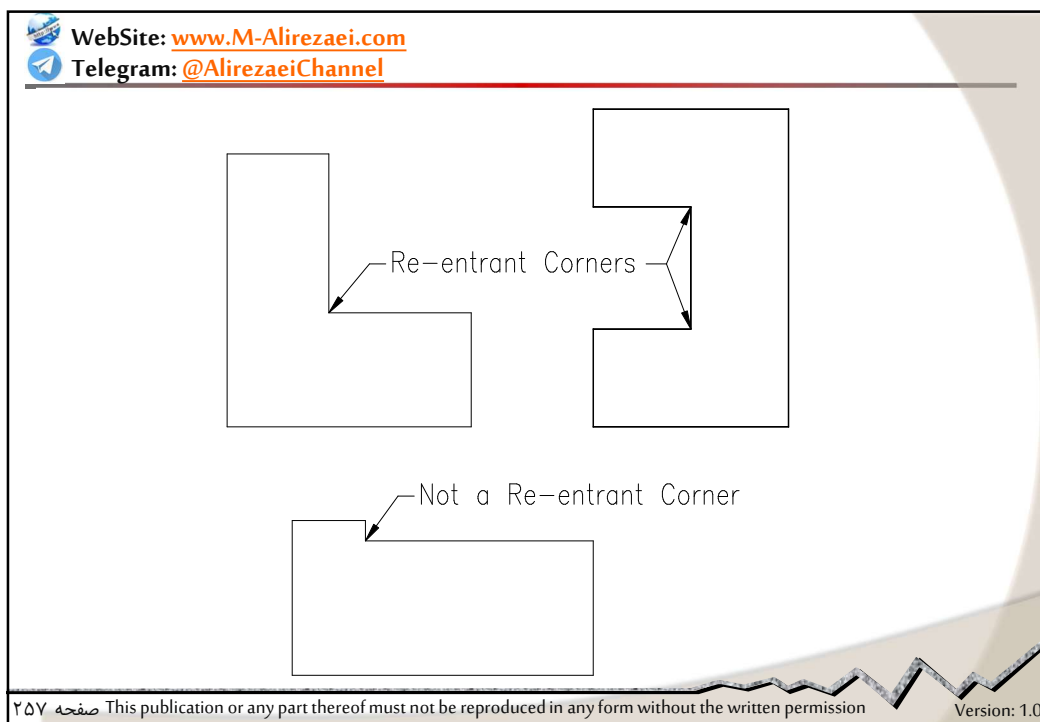 WebSite: www.M-Alirezaei.com
Telegram: @AlirezaeiChannel
Re-entrant Corners
Not a Re-entrant Corner
صفحه ۲۵۷ This publication or any part thereof must not be reproduced in any form without the written permission Version: 1.0